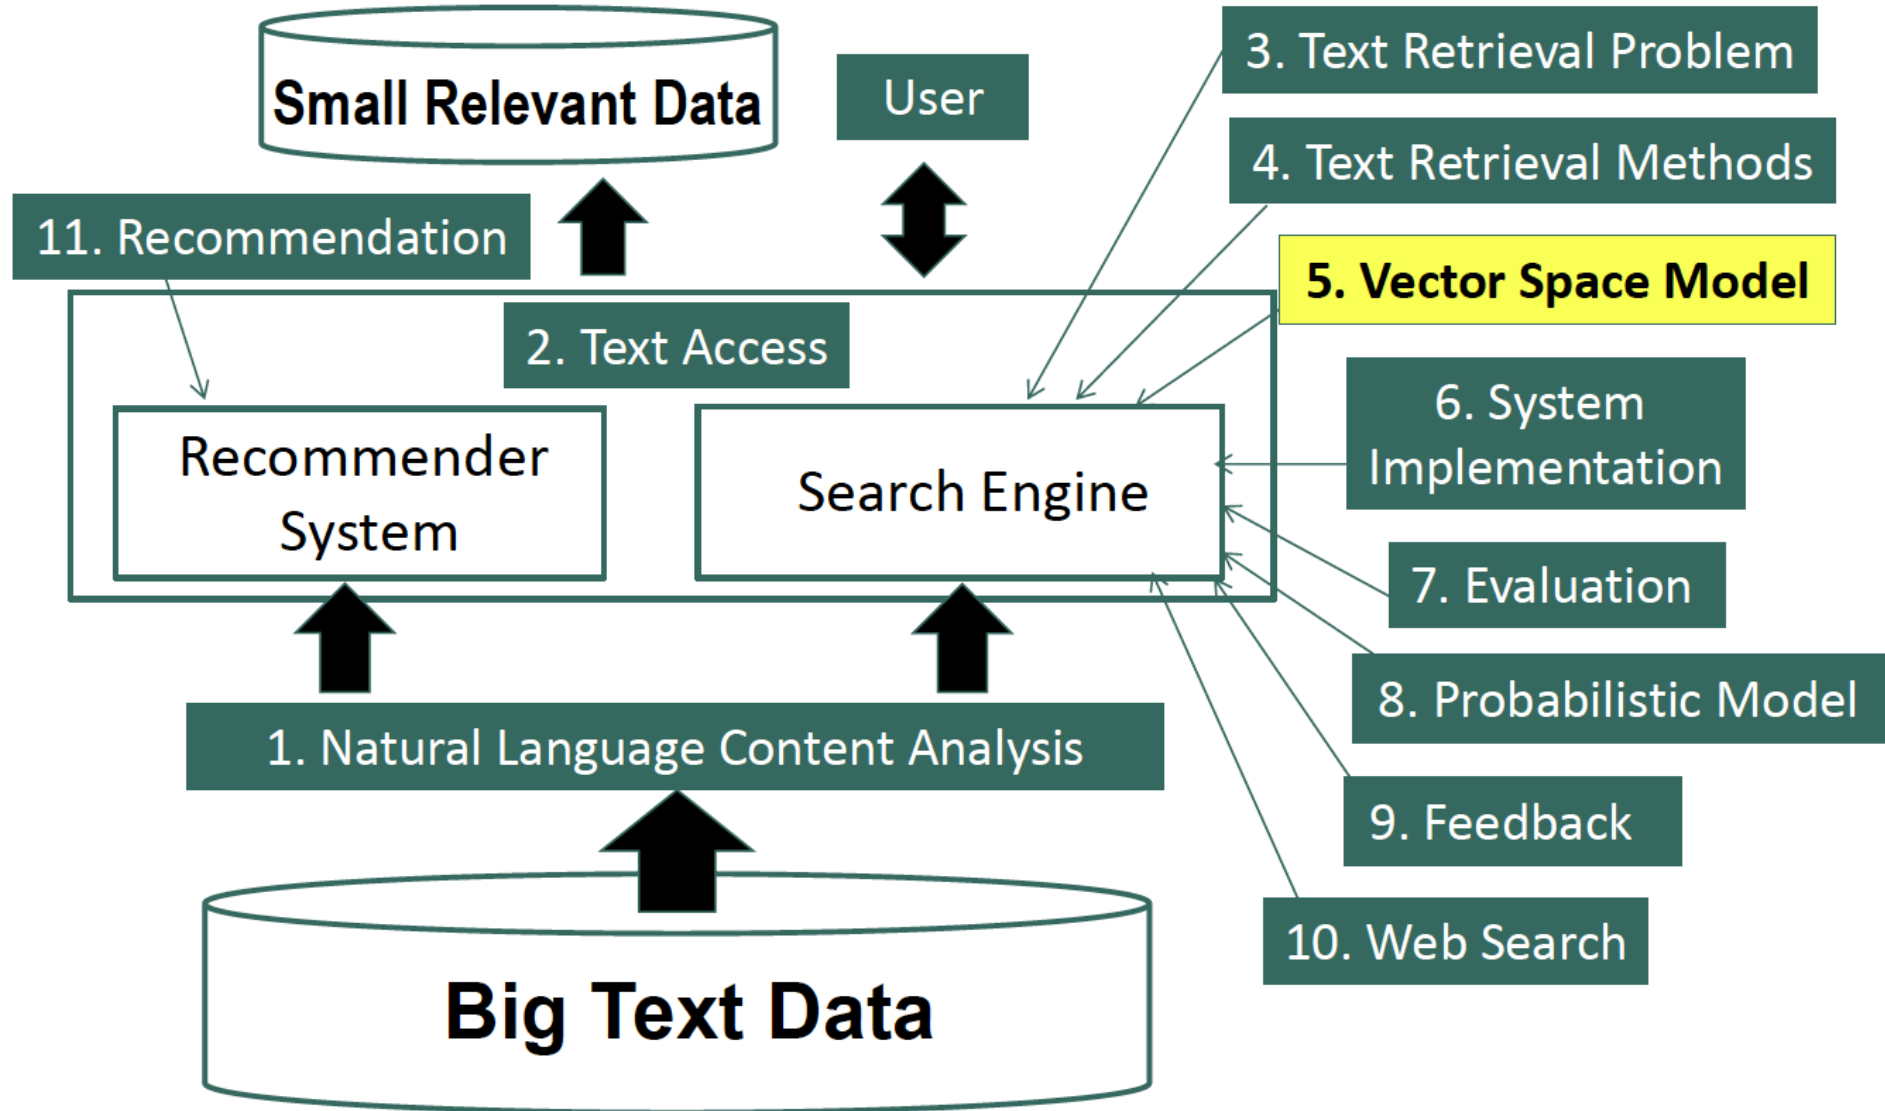 Small Relevant Data
User
3. Text Retrieval Problem
4. Text Retrieval Methods
11. Recommendation
5. Vector Space Model
2. Text Access
6. System
Implementation
Recommender
System
Search Engine
7. Evaluation
8. Probabilistic Model
1. Natural Language Content Analysis
9. Feedback
10. Web Search
Big Text Data